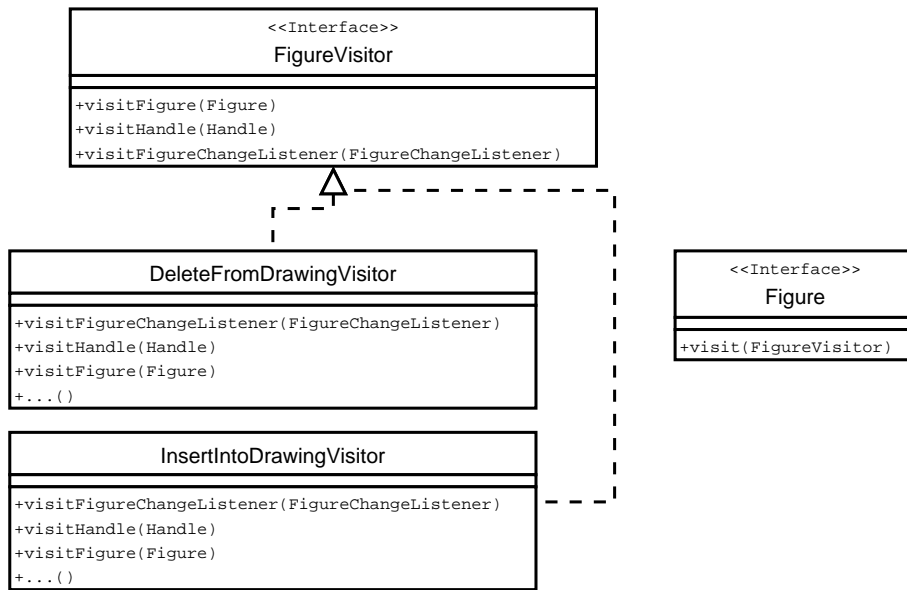 <<Interface>>
FigureVisitor
+visitFigure(Figure)
+visitHandle(Handle)
+visitFigureChangeListener(FigureChangeListener)
DeleteFromDrawingVisitor
+visitFigureChangeListener(FigureChangeListener)
+visitHandle(Handle)
+visitFigure(Figure)
+...()
<<Interface>>
Figure
+visit(FigureVisitor)
InsertIntoDrawingVisitor
+visitFigureChangeListener(FigureChangeListener)
+visitHandle(Handle)
+visitFigure(Figure)
+...()